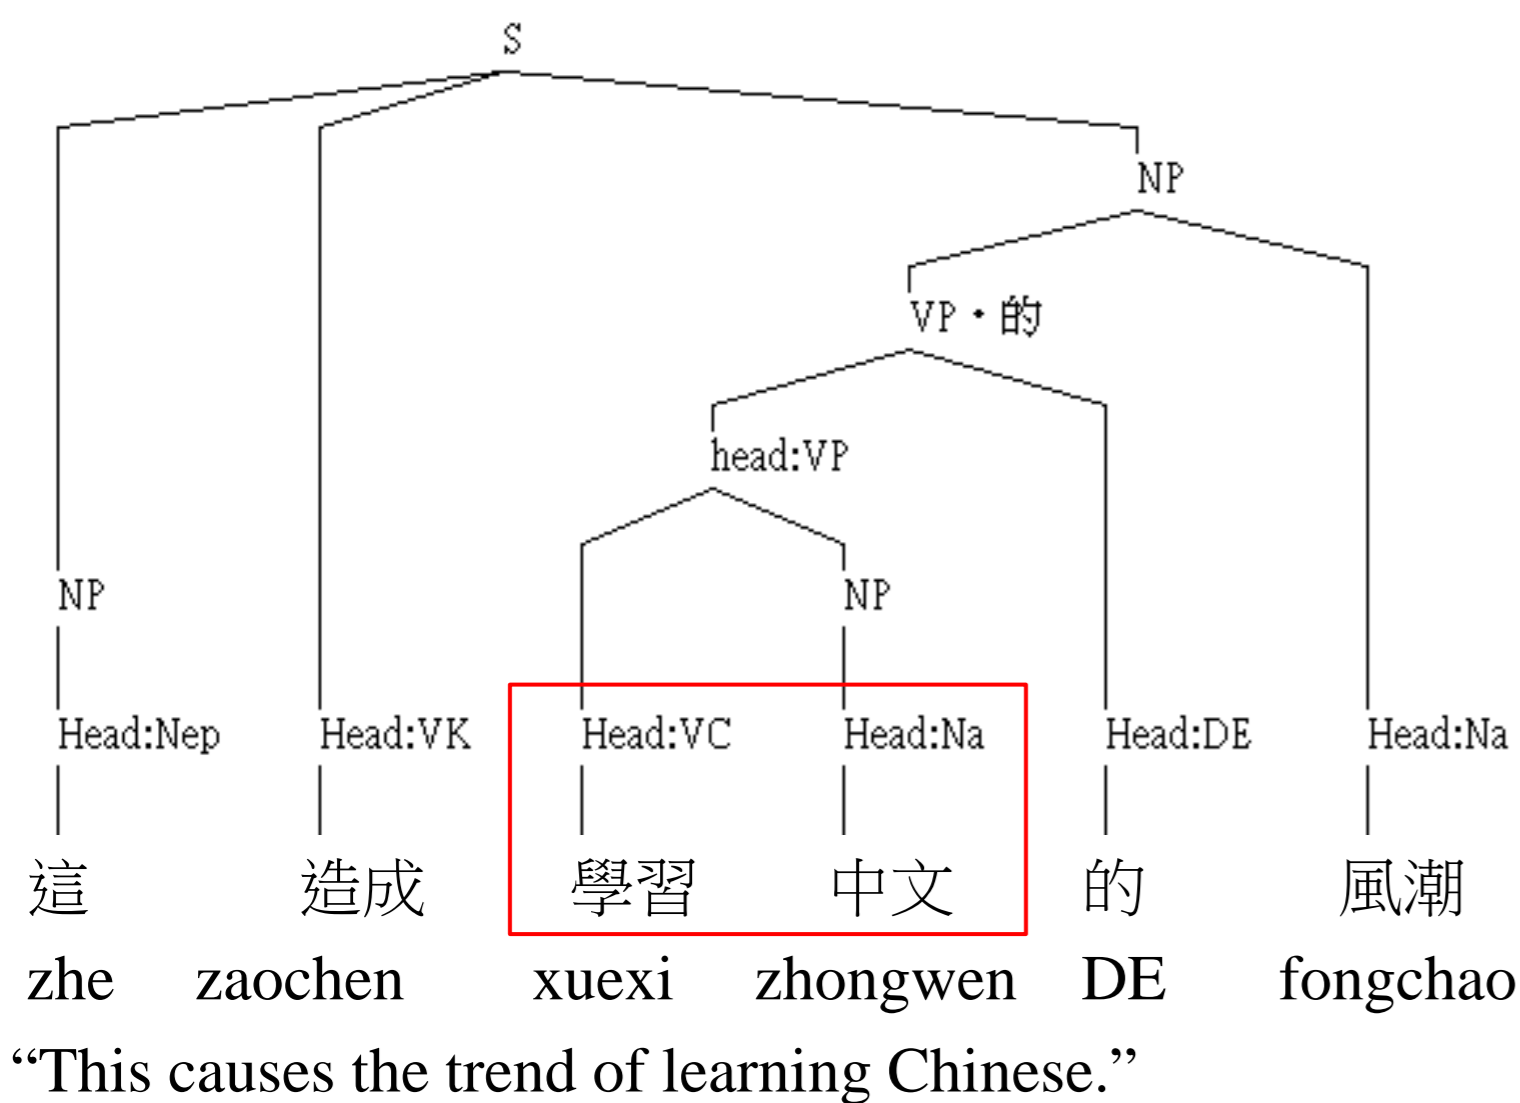 S
NP
VP・的
head:VP
NP NP
Head:Nep Head:VK Head:VC Head:Na Head:DE Head:Na
這 造成 學習 中文 的 風潮
zhe zaochen xuexi zhongwen DE fongchao
“This causes the trend of learning Chinese.”